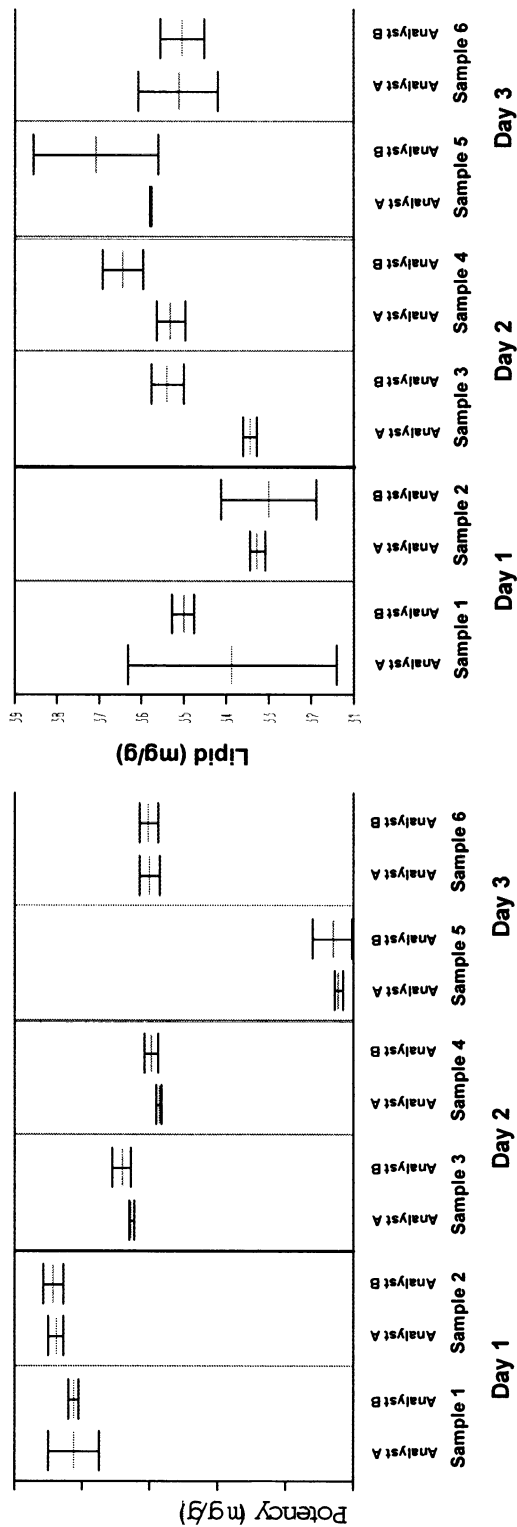 Potency (mg/g)
Analyst A
Analyst B
Analyst A
Analyst B
Analyst A
Analyst B
Analyst A
Analyst B
Analyst A
Analyst B
Analyst A
Analyst B
Sample 1
Sample 2
Sample 3
Sample 4
Sample 5
Sample 6
Day 1
Day 2
Day 3
Lipid (mg/g)
39
38
37
36
35
34
33
32
31
Analyst A
Analyst B
Analyst A
Analyst B
Analyst A
Analyst B
Analyst A
Analyst B
Analyst A
Analyst B
Analyst A
Analyst B
Sample 1
Sample 2
Sample 3
Sample 4
Sample 5
Sample 6
Day 1
Day 2
Day 3